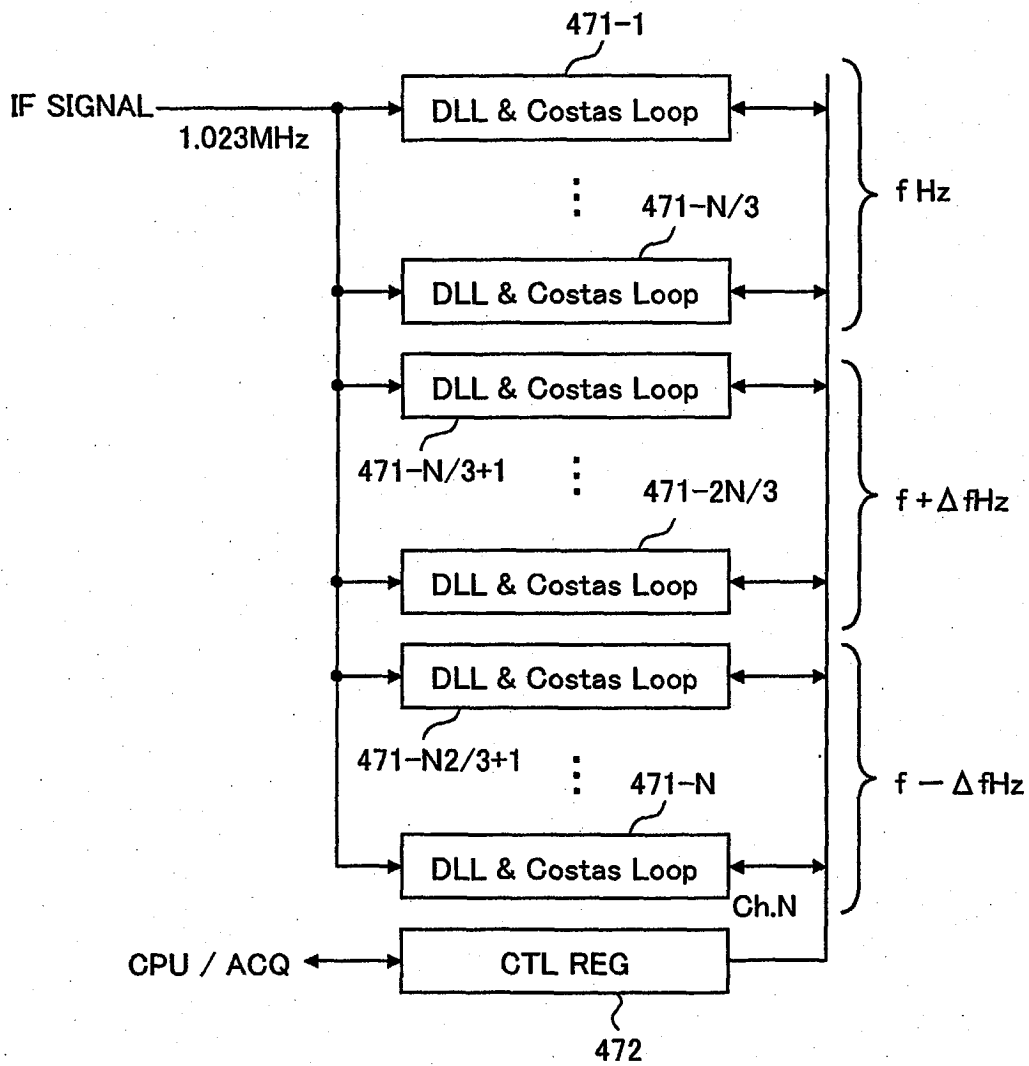 471-1
IF SIGNAL
1.023MHz
DLL & Costas Loop
f Hz
471-N/3
DLL & Costas Loop
DLL & Costas Loop
471-N/3+1
471-2N/3
f + Δ fHz
DLL & Costas Loop
DLL & Costas Loop
471-N2/3+1
471-N
f − Δ fHz
DLL & Costas Loop
Ch.N
CPU / ACQ
CTL REG
472